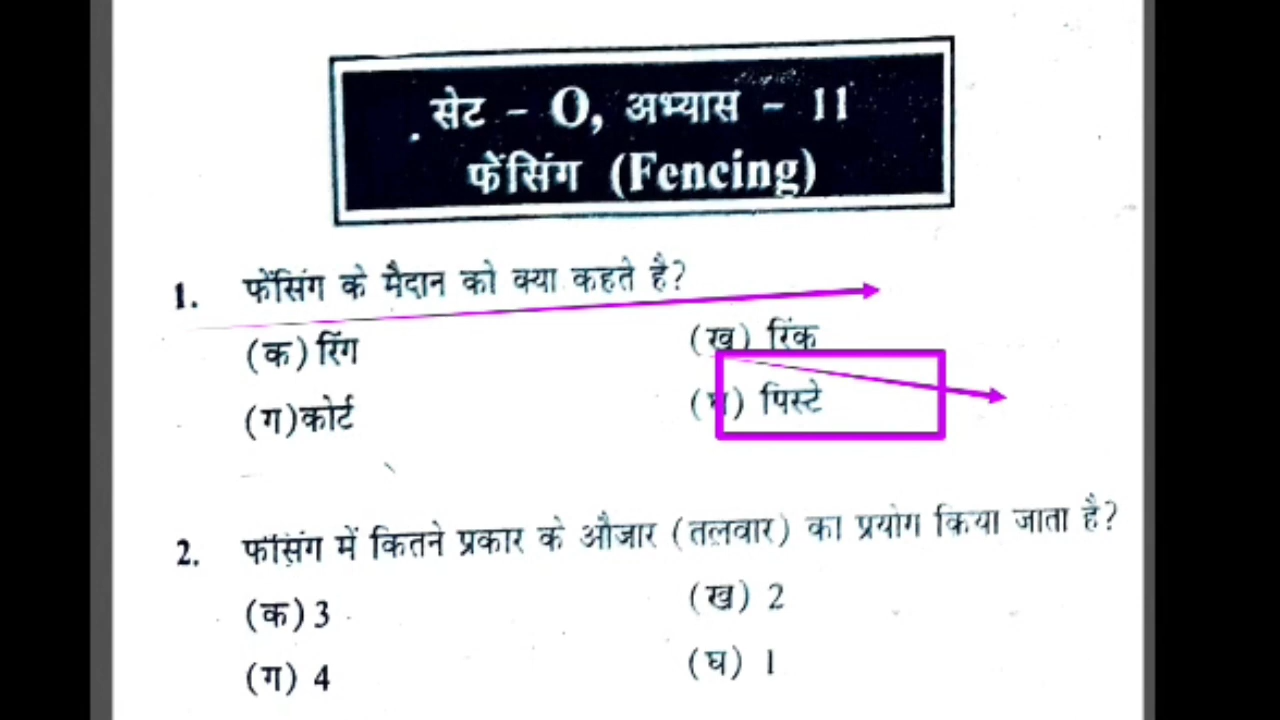 सेट - O, अभ्यास - 11
फेंसिंग (Fencing)
1. फेंसिंग के मैदान को क्या कहते है?
(क) रिंग (ख) रिंक
(ग)कोर्ट (घ) पिस्टे
2. फेंसिंग में कितने प्रकार के औजार (तलवार) का प्रयोग किया जाता है?
(क) 3 (ख) 2
(ग) 4 (घ) 1